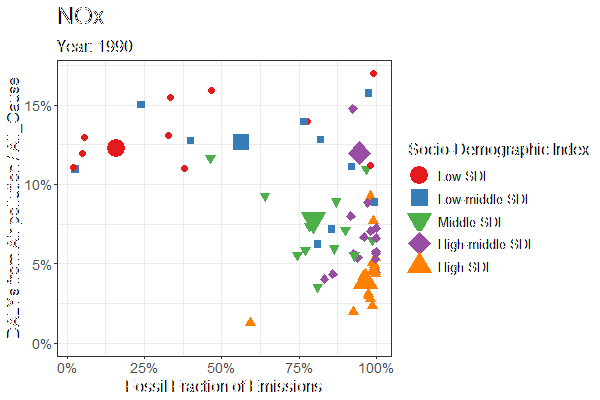 NOx
Year: 1990
DALYs from Air pollution / All_Cause
15%
10%
5%
0%
0%
25%
50%
75%
100%
Fossil Fraction of Emissions
Socio-Demographic Index
Low SDI
Low-middle SDI
Middle SDI
High-middle SDI
High SDI